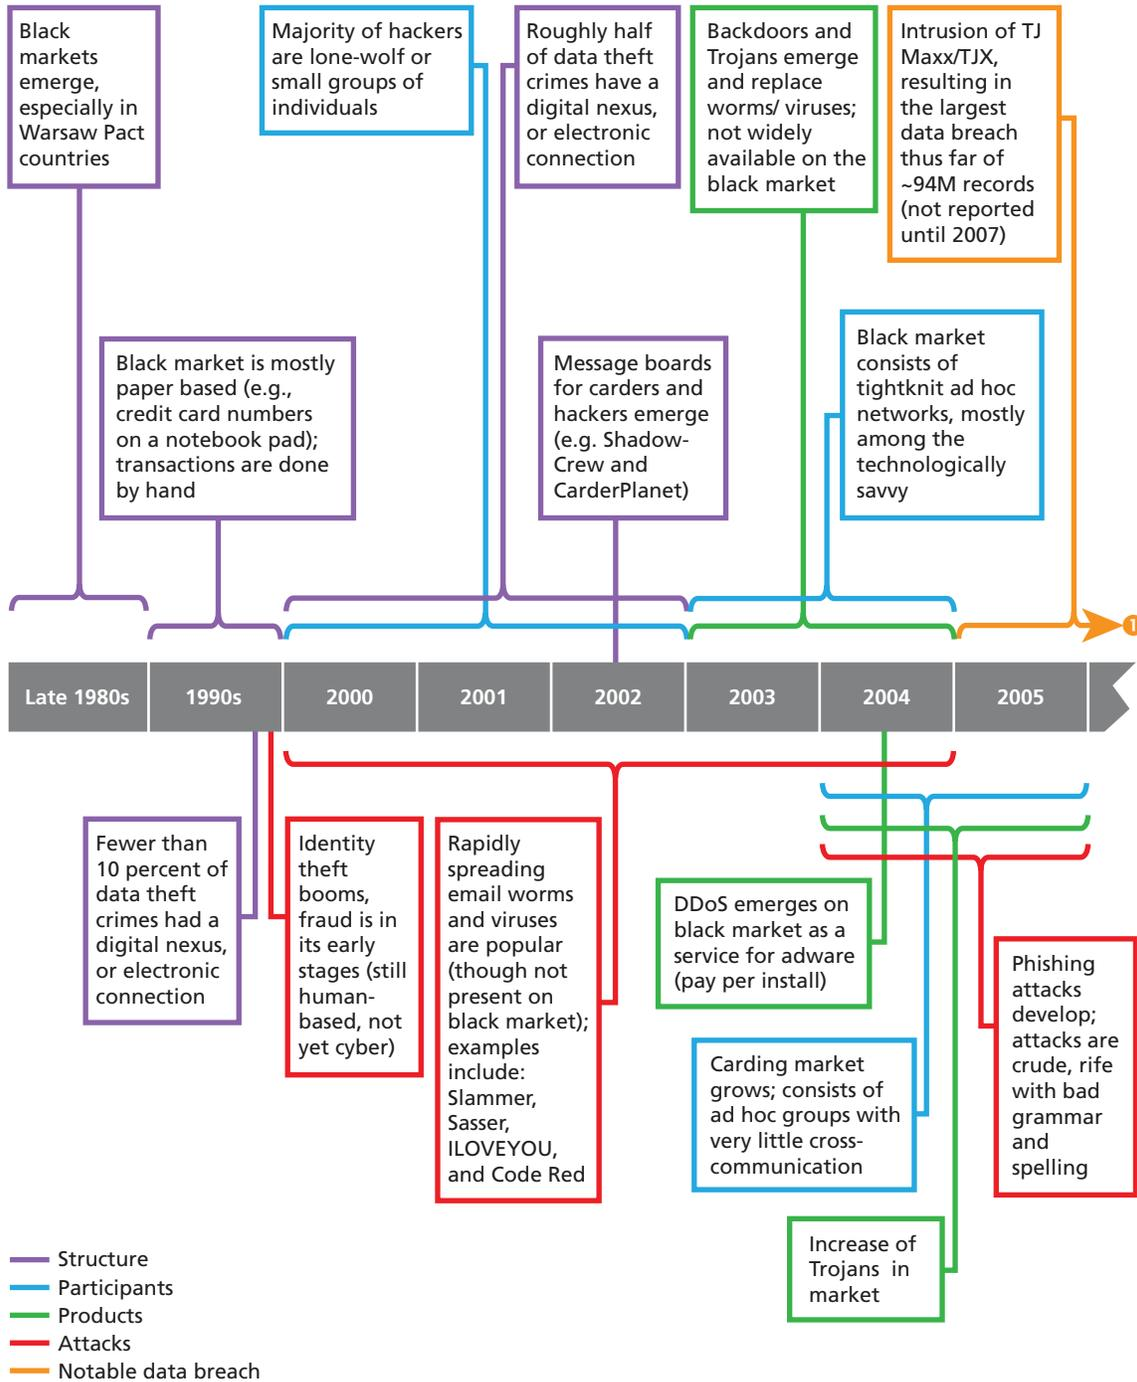 Black
markets
emerge,
especially in
Warsaw Pact
countries
Majority of hackers
are lone-wolf or
small groups of
individuals
Roughly half
of data theft
crimes have a
digital nexus,
or electronic
connection
Backdoors and
Trojans emerge
and replace
worms/ viruses;
not widely
available on the
black market
Intrusion of TJ
Maxx/TJX,
resulting in
the largest
data breach
thus far of
~94M records
(not reported
until 2007)
Black market is mostly
paper based (e.g.,
credit card numbers
on a notebook pad);
transactions are done
by hand
Message boards
for carders and
hackers emerge
(e.g. Shadow-
Crew and
CarderPlanet)
Black market
consists of
tightknit ad hoc
networks, mostly
among the
technologically
savvy
1
Late 1980s
1990s
2000
2001
2002
2003
2004
2005
Fewer than
10 percent of
data theft
crimes had a
digital nexus,
or electronic
connection
Identity
theft
booms,
fraud is in
its early
stages (still
human-
based, not
yet cyber)
Rapidly
spreading
email worms
and viruses
are popular
(though not
present on
black market);
examples
include:
Slammer,
Sasser,
ILOVEYOU,
and Code Red
DDoS emerges on
black market as a
service for adware
(pay per install)
Carding market
grows; consists of
ad hoc groups with
very little cross-
communication
Phishing
attacks
develop;
attacks are
crude, rife
with bad
grammar
and
spelling
Increase of
Trojans in
market
Structure
Participants
Products
Attacks
Notable data breach